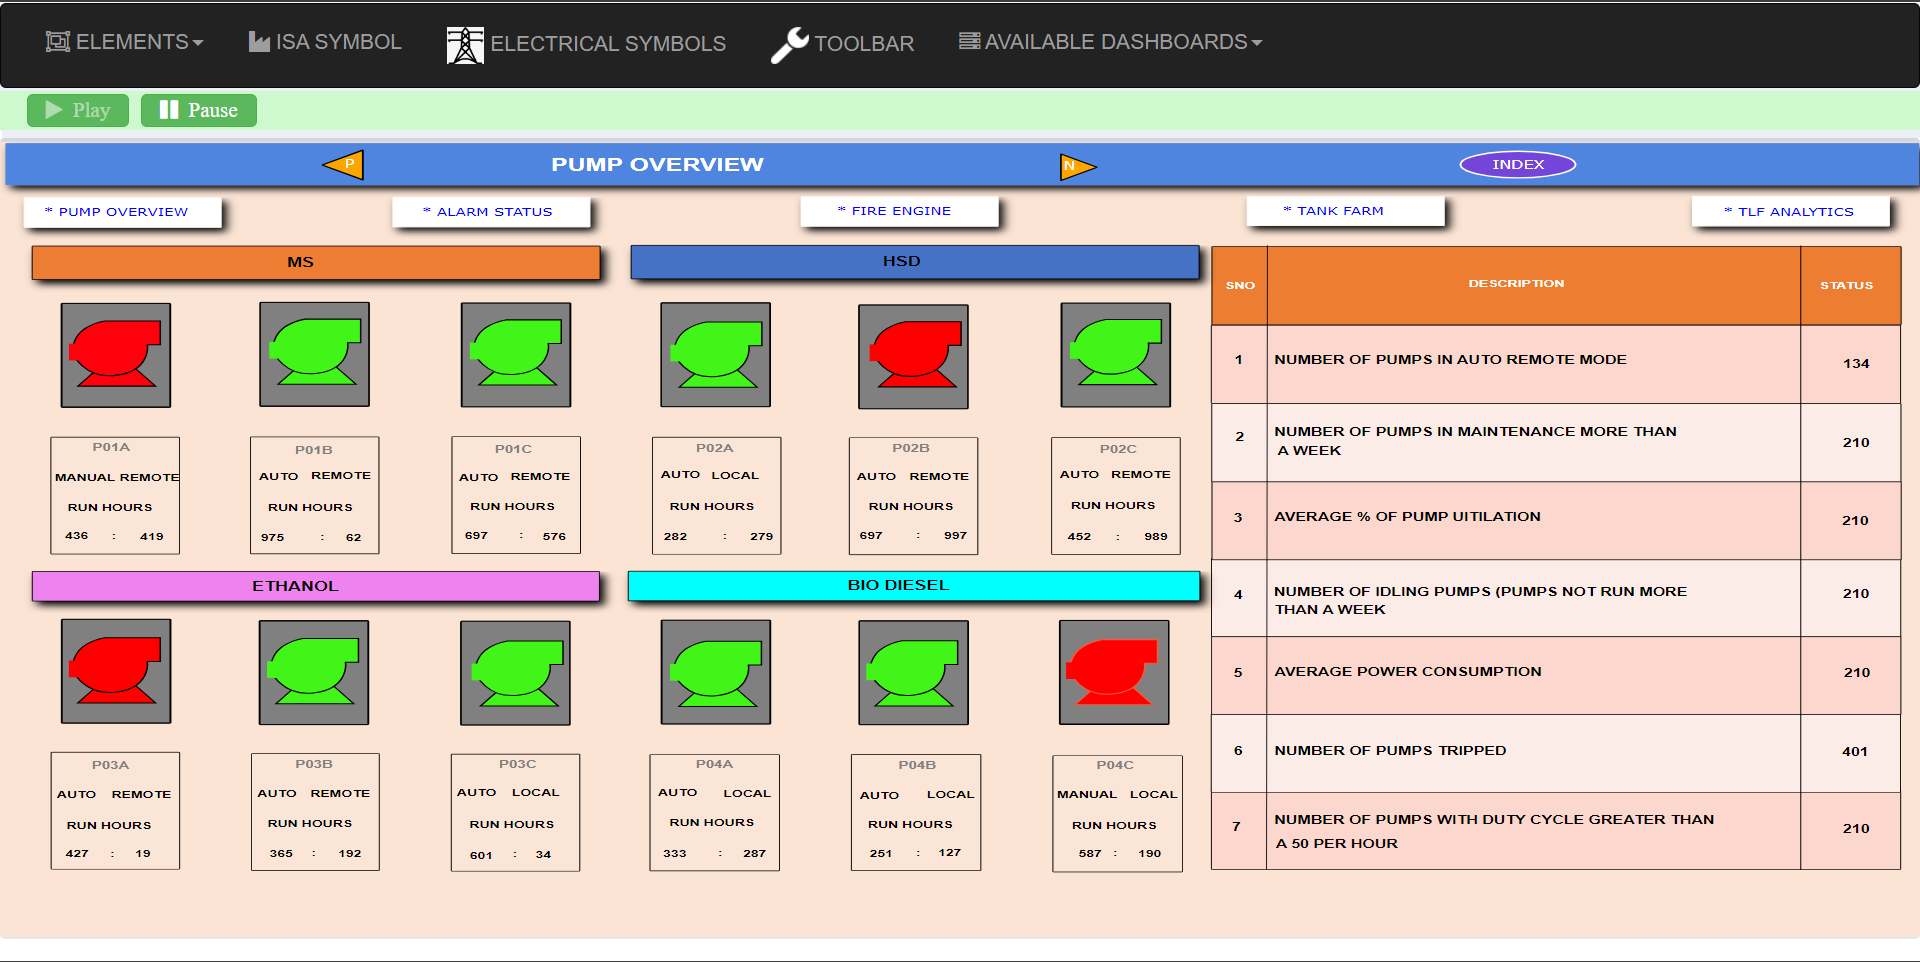 ELEMENTS
ISA SYMBOL
ELECTRICAL SYMBOLS
TOOLBAR
AVAILABLE DASHBOARDS
Play
Pause
P
PUMP OVERVIEW
N
INDEX
* PUMP OVERVIEW
* ALARM STATUS
* FIRE ENGINE
* TANK FARM
* TLF ANALYTICS
MS
P01A
MANUAL REMOTE
RUN HOURS
436 : 419
P01B
AUTO REMOTE
RUN HOURS
975 : 62
P01C
AUTO REMOTE
RUN HOURS
697 : 576
HSD
P02A
AUTO LOCAL
RUN HOURS
282 : 279
P02B
AUTO REMOTE
RUN HOURS
697 : 997
P02C
AUTO REMOTE
RUN HOURS
452 : 989
ETHANOL
P03A
AUTO REMOTE
RUN HOURS
427 : 19
P03B
AUTO REMOTE
RUN HOURS
365 : 192
P03C
AUTO LOCAL
RUN HOURS
601 : 34
BIO DIESEL
P04A
AUTO LOCAL
RUN HOURS
333 : 287
P04B
AUTO LOCAL
RUN HOURS
251 : 127
P04C
MANUAL LOCAL
RUN HOURS
587 : 190
SNO DESCRIPTION STATUS
1 NUMBER OF PUMPS IN AUTO REMOTE MODE 134
2 NUMBER OF PUMPS IN MAINTENANCE MORE THAN
A WEEK 210
3 AVERAGE % OF PUMP UITILATION 210
4 NUMBER OF IDLING PUMPS (PUMPS NOT RUN MORE
THAN A WEEK 210
5 AVERAGE POWER CONSUMPTION 210
6 NUMBER OF PUMPS TRIPPED 401
7 NUMBER OF PUMPS WITH DUTY CYCLE GREATER THAN
A 50 PER HOUR 210